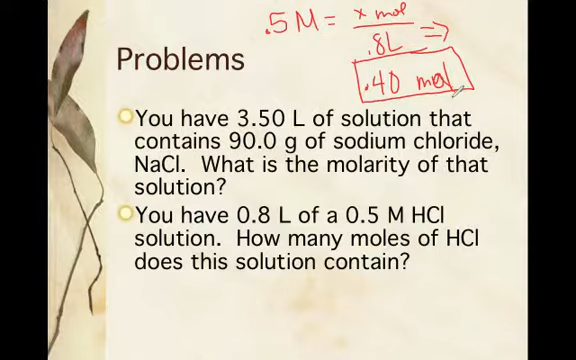 .5 M = x mol / .8L ⇒
.40 mol
Problems
You have 3.50 L of solution that
contains 90.0 g of sodium chloride,
NaCl. What is the molarity of that
solution?
You have 0.8 L of a 0.5 M HCl
solution. How many moles of HCl
does this solution contain?